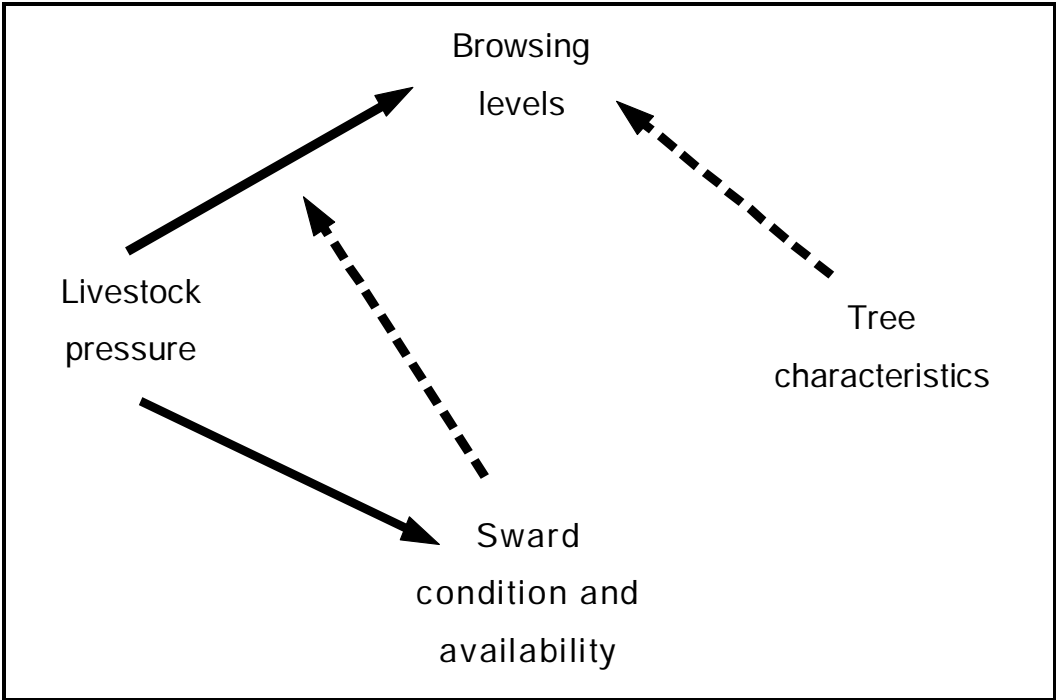 Browsing
levels
Livestock
pressure
Tree
characteristics
Sward
condition and
availability